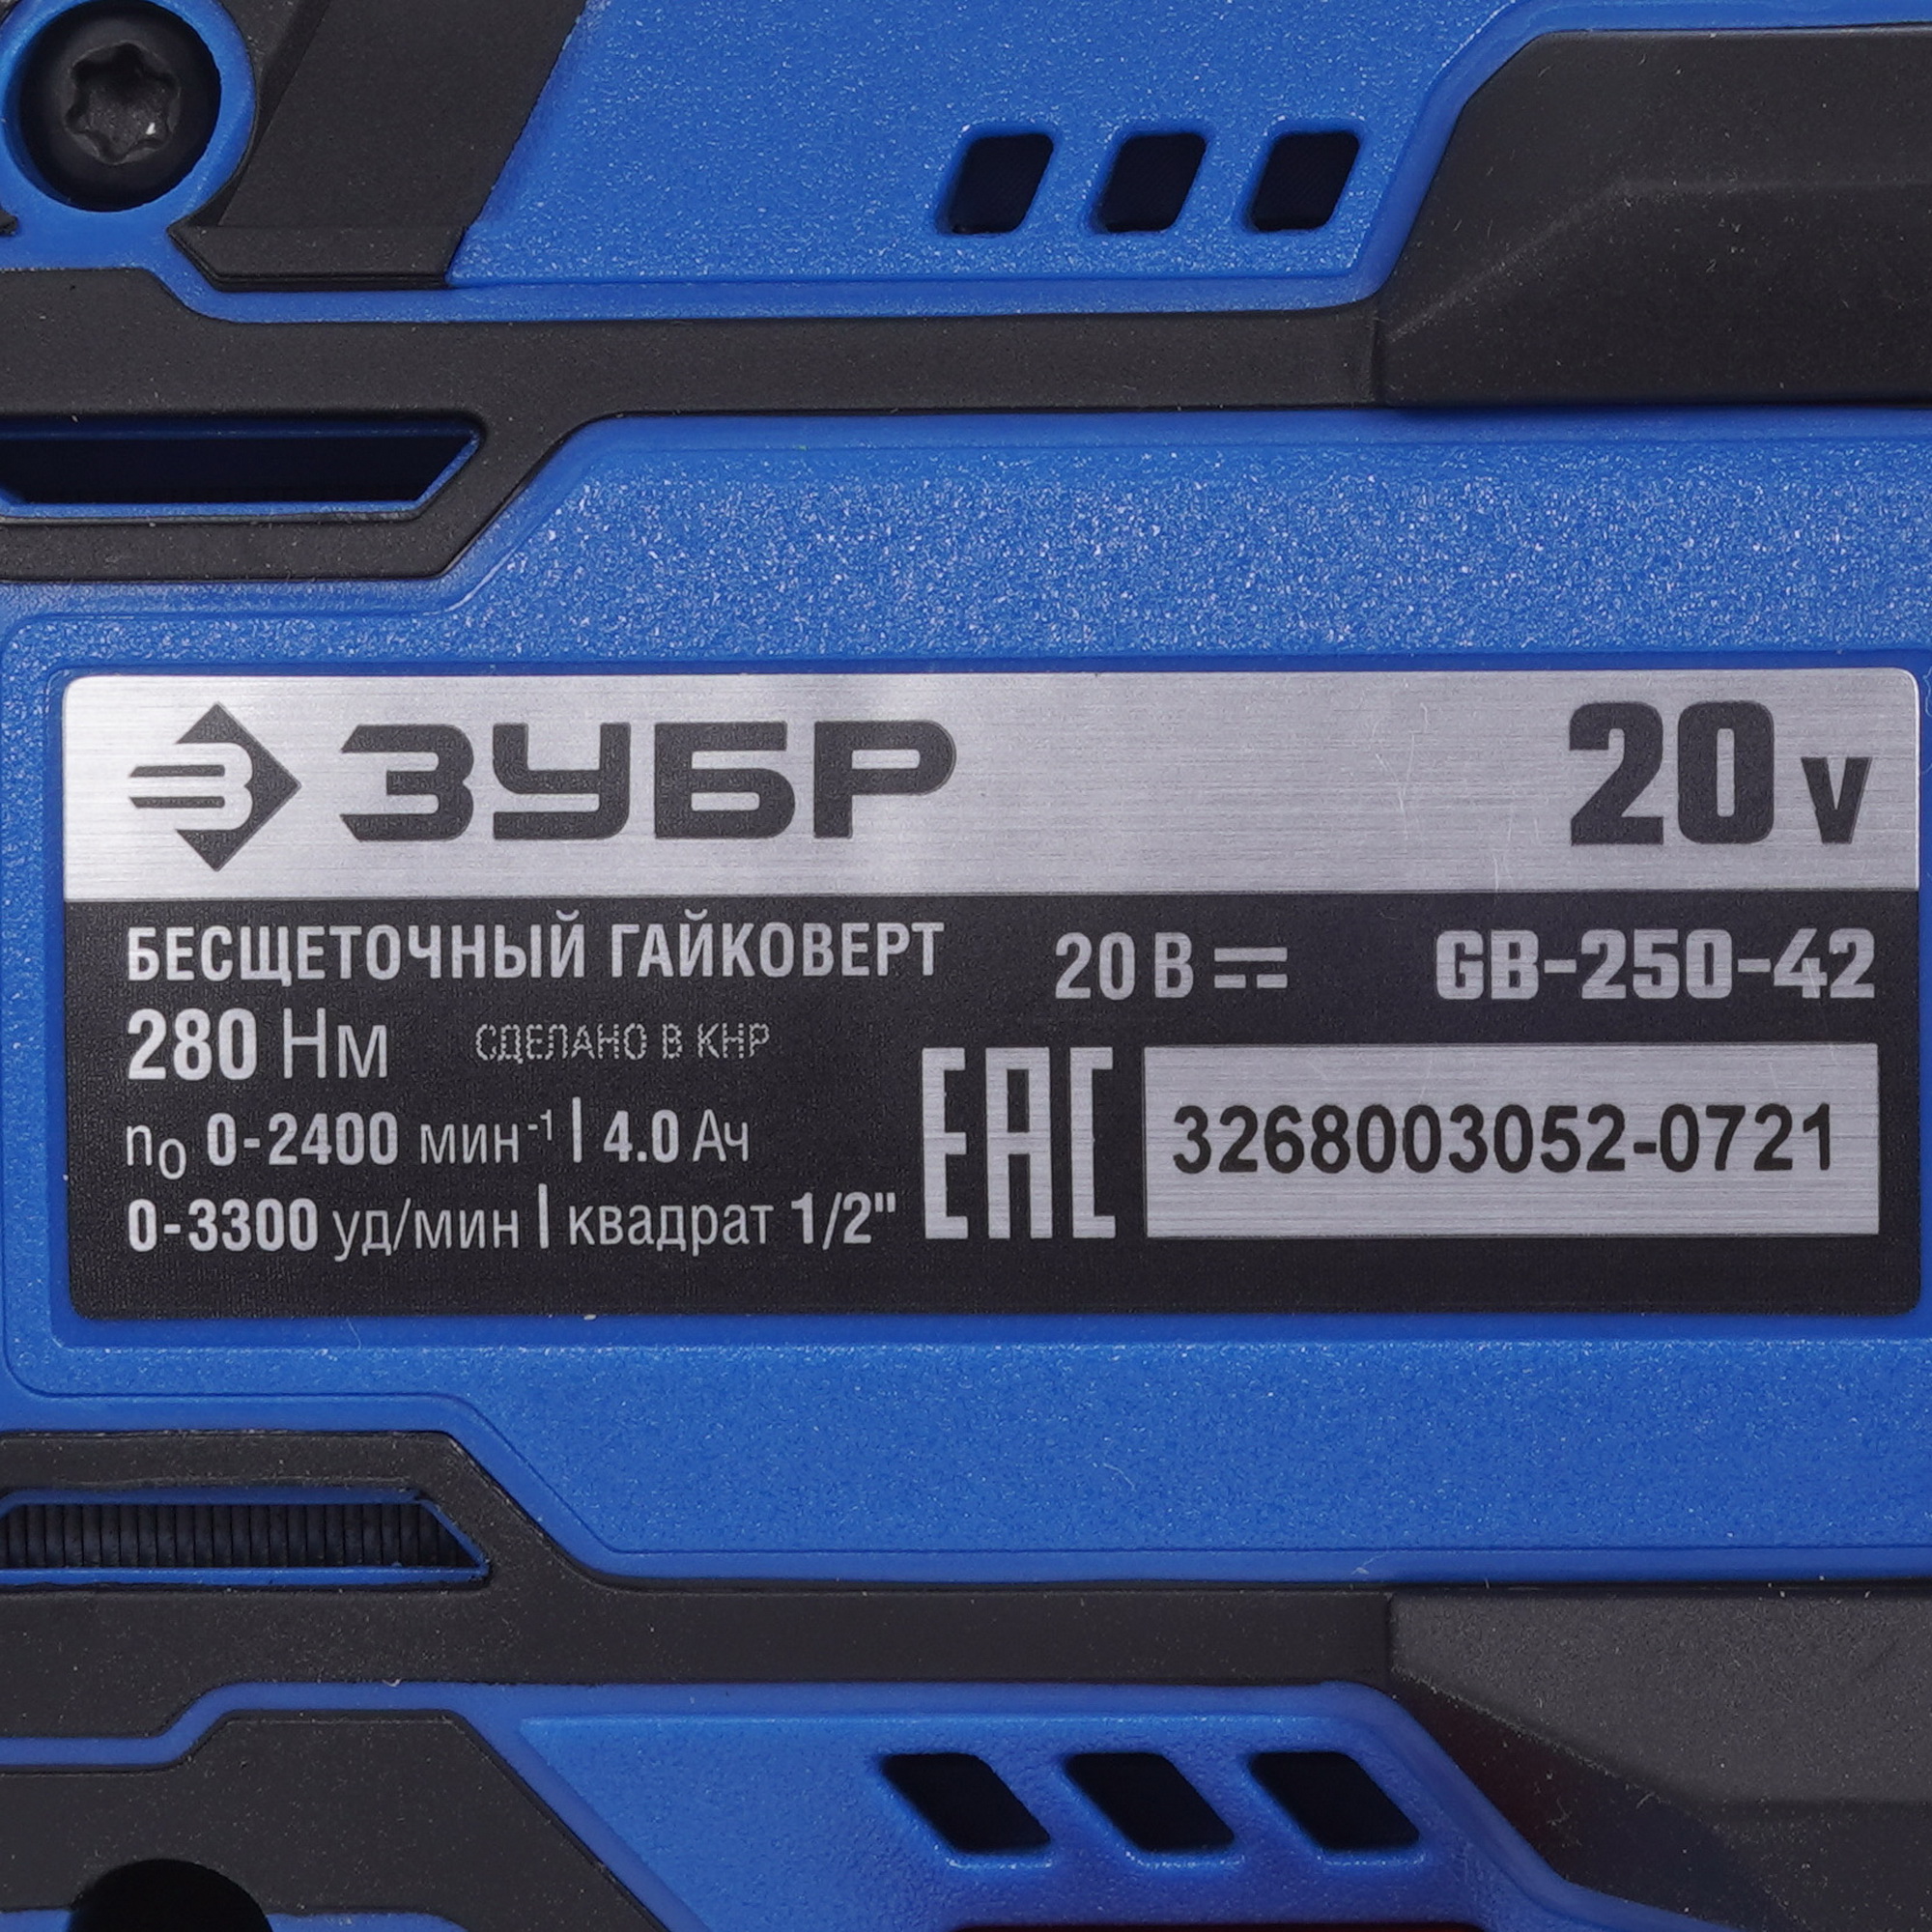 ЗУБР 20 v
БЕСЩЕТОЧНЫЙ ГАЙКОВЕРТ 20 В GB-250-42
280 Нм СДЕЛАНО В КНР
n₀ 0-2400 мин⁻¹ | 4.0 Ач
0-3300 уд/мин | квадрат 1/2"
EAC
3268003052-0721